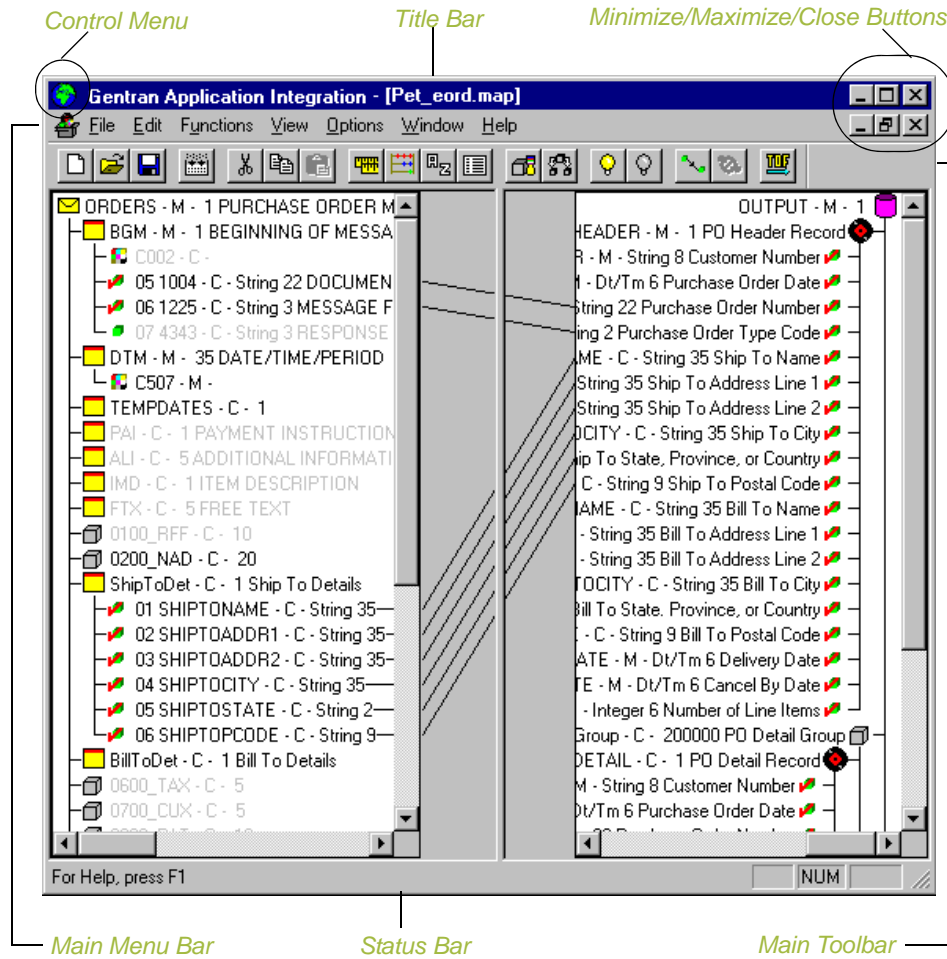 Control Menu
Title Bar
Minimize/Maximize/Close Buttons
Gentran Application Integration - [Pet_eord.map]
File Edit Functions View Options Window Help
ORDERS - M - 1 PURCHASE ORDER M
BGM - M - 1 BEGINNING OF MESSA
C002 - C -
05 1004 - C - String 22 DOCUMEN
06 1225 - C - String 3 MESSAGE F
07 4343 - C - String 3 RESPONSE
DTM - M - 35 DATE/TIME/PERIOD
C507 - M -
TEMPDATES - C - 1
PAI - C - 1 PAYMENT INSTRUCTION
ALI - C - 5 ADDITIONAL INFORMATI
IMD - C - 1 ITEM DESCRIPTION
FTX - C - 5 FREE TEXT
0100_RFF - C - 10
0200_NAD - C - 20
ShipToDet - C - 1 Ship To Details
01 SHIPTONAME - C - String 35
02 SHIPTOADDR1 - C - String 35
03 SHIPTOADDR2 - C - String 35
04 SHIPTOCITY - C - String 35
05 SHIPTOSTATE - C - String 2
06 SHIPTOPCODE - C - String 9
BillToDet - C - 1 Bill To Details
0600_TAX - C - 5
0700_CUX - C - 5
OUTPUT - M - 1
HEADER - M - 1 PO Header Record
R - M - String 8 Customer Number
- Dt/Tm 6 Purchase Order Date
String 22 Purchase Order Number
ing 2 Purchase Order Type Code
ME - C - String 35 Ship To Name
String 35 Ship To Address Line 1
String 35 Ship To Address Line 2
OCITY - C - String 35 Ship To City
ip To State, Province, or Country
C - String 9 Ship To Postal Code
AME - C - String 35 Bill To Name
- String 35 Bill To Address Line 1
- String 35 Bill To Address Line 2
TOCITY - C - String 35 Bill To City
Bill To State, Province, or Country
- C - String 9 Bill To Postal Code
ATE - M - Dt/Tm 6 Delivery Date
TE - M - Dt/Tm 6 Cancel By Date
- Integer 6 Number of Line Items
Group - C - 200000 PO Detail Group
DETAIL - C - 1 PO Detail Record
M - String 8 Customer Number
Dt/Tm 6 Purchase Order Date
For Help, press F1
NUM
Main Menu Bar
Status Bar
Main Toolbar